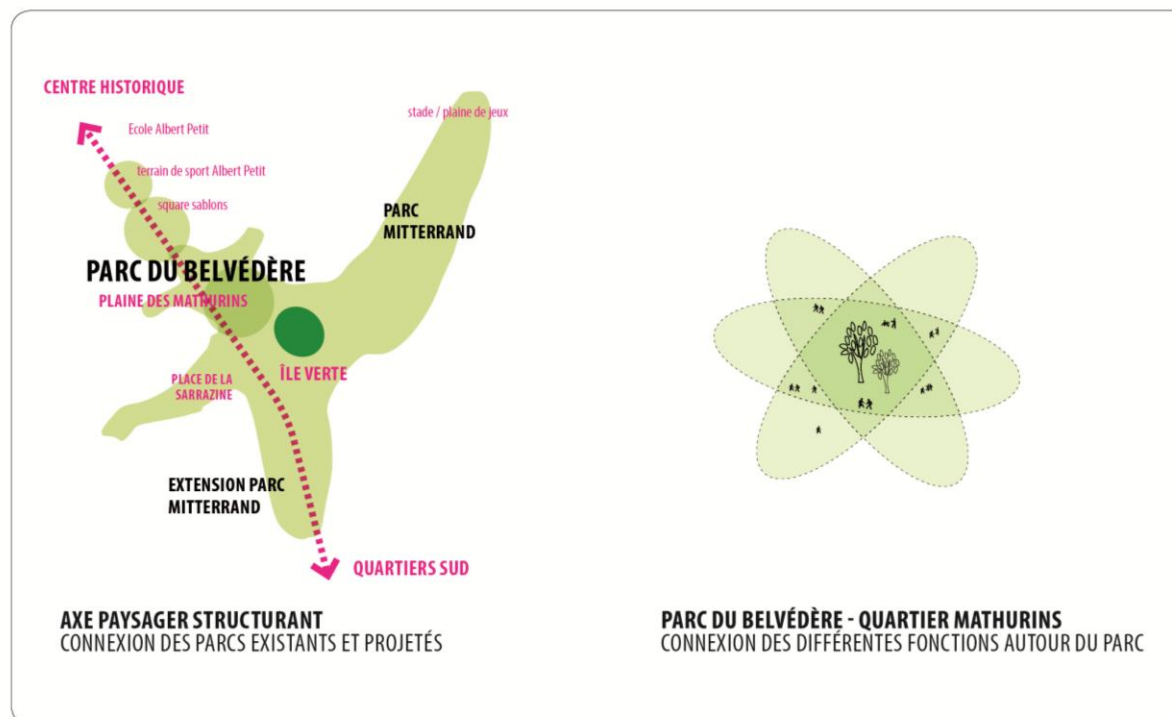 CENTRE HISTORIQUE
Ecole Albert Petit
stade / plaine de jeux
terrain de sport Albert Petit
square sablons
PARC
MITTERRAND
PARC DU BELVÉDÈRE
PLAINE DES MATHURINS
ÎLE VERTE
PLACE DE LA
SARRAZINE
EXTENSION PARC
MITTERRAND
QUARTIERS SUD
AXE PAYSAGER STRUCTURANT
CONNEXION DES PARCS EXISTANTS ET PROJETÉS
PARC DU BELVÉDÈRE - QUARTIER MATHURINS
CONNEXION DES DIFFÉRENTES FONCTIONS AUTOUR DU PARC